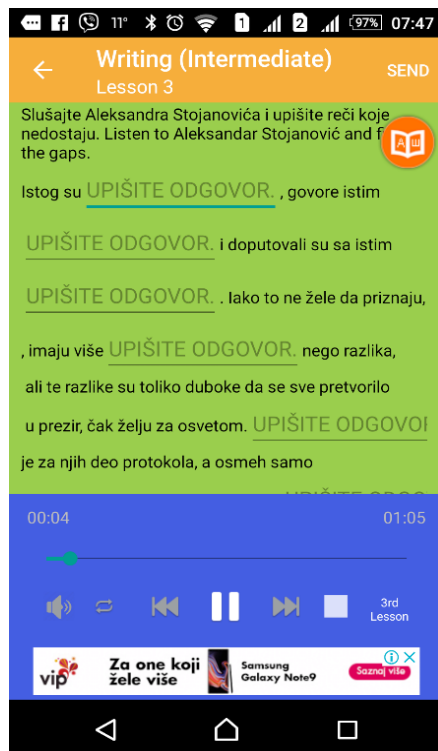 11° 1 2 97% 07:47
Writing (Intermediate)
Lesson 3
SEND
Slušajte Aleksandra Stojanovića i upišite reči koje
nedostaju. Listen to Aleksandar Stojanović and f
the gaps.
Istog su UPIŠITE ODGOVOR. , govore istim
UPIŠITE ODGOVOR. i doputovali su sa istim
UPIŠITE ODGOVOR. . Iako to ne žele da priznaju,
, imaju više UPIŠITE ODGOVOR. nego razlika,
ali te razlike su toliko duboke da se sve pretvorilo
u prezir, čak želju za osvetom. UPIŠITE ODGOVOR
je za njih deo protokola, a osmeh samo
00:04 01:05
3rd
Lesson
vip Za one koji žele više
Samsung Galaxy Note9
Saznaj više